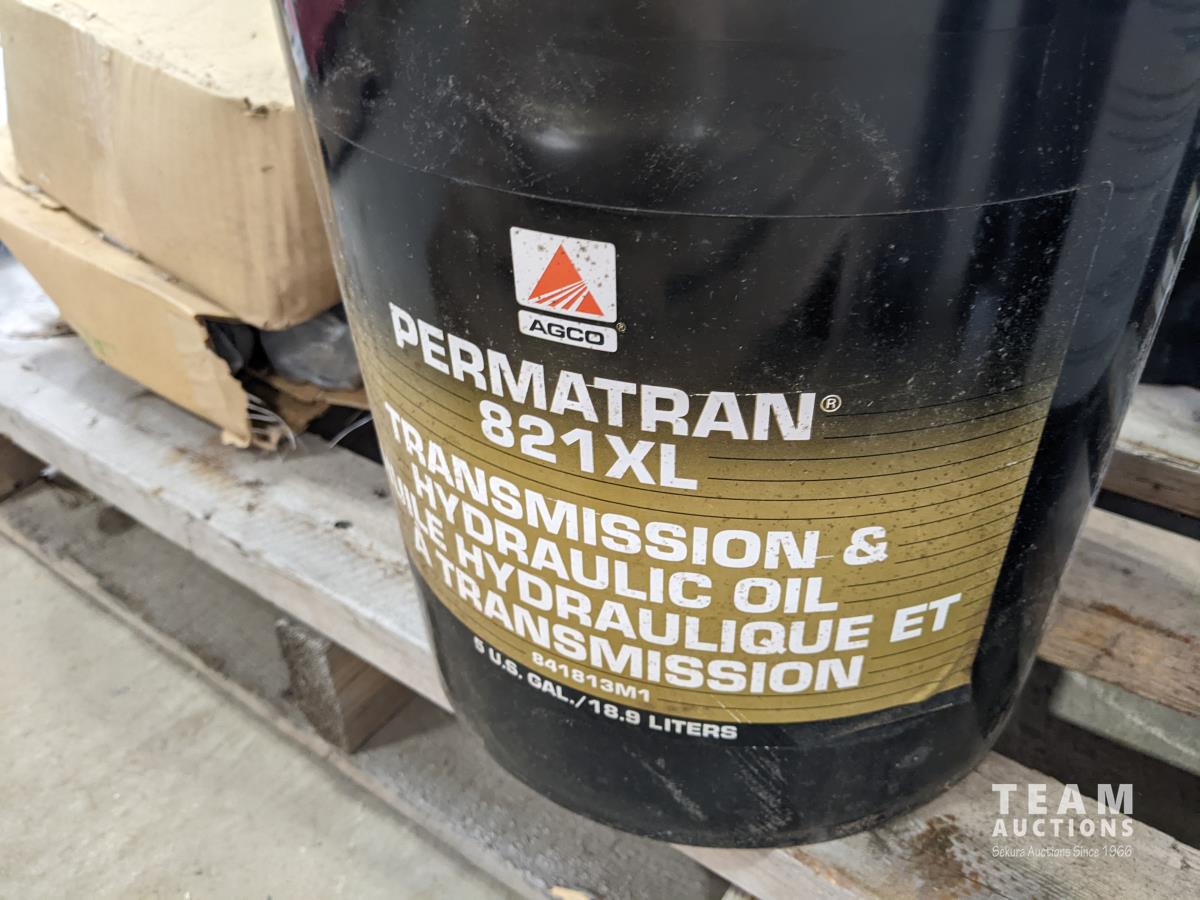 AGCO®
PERMATRAN®
821XL
TRANSMISSION &
HYDRAULIC OIL
HYDRAULIQUE ET
TRANSMISSION
841813M1
5 U.S. GAL./18.9 LITERS
TEAM
AUCTIONS
Sekura Auctions Since 1966